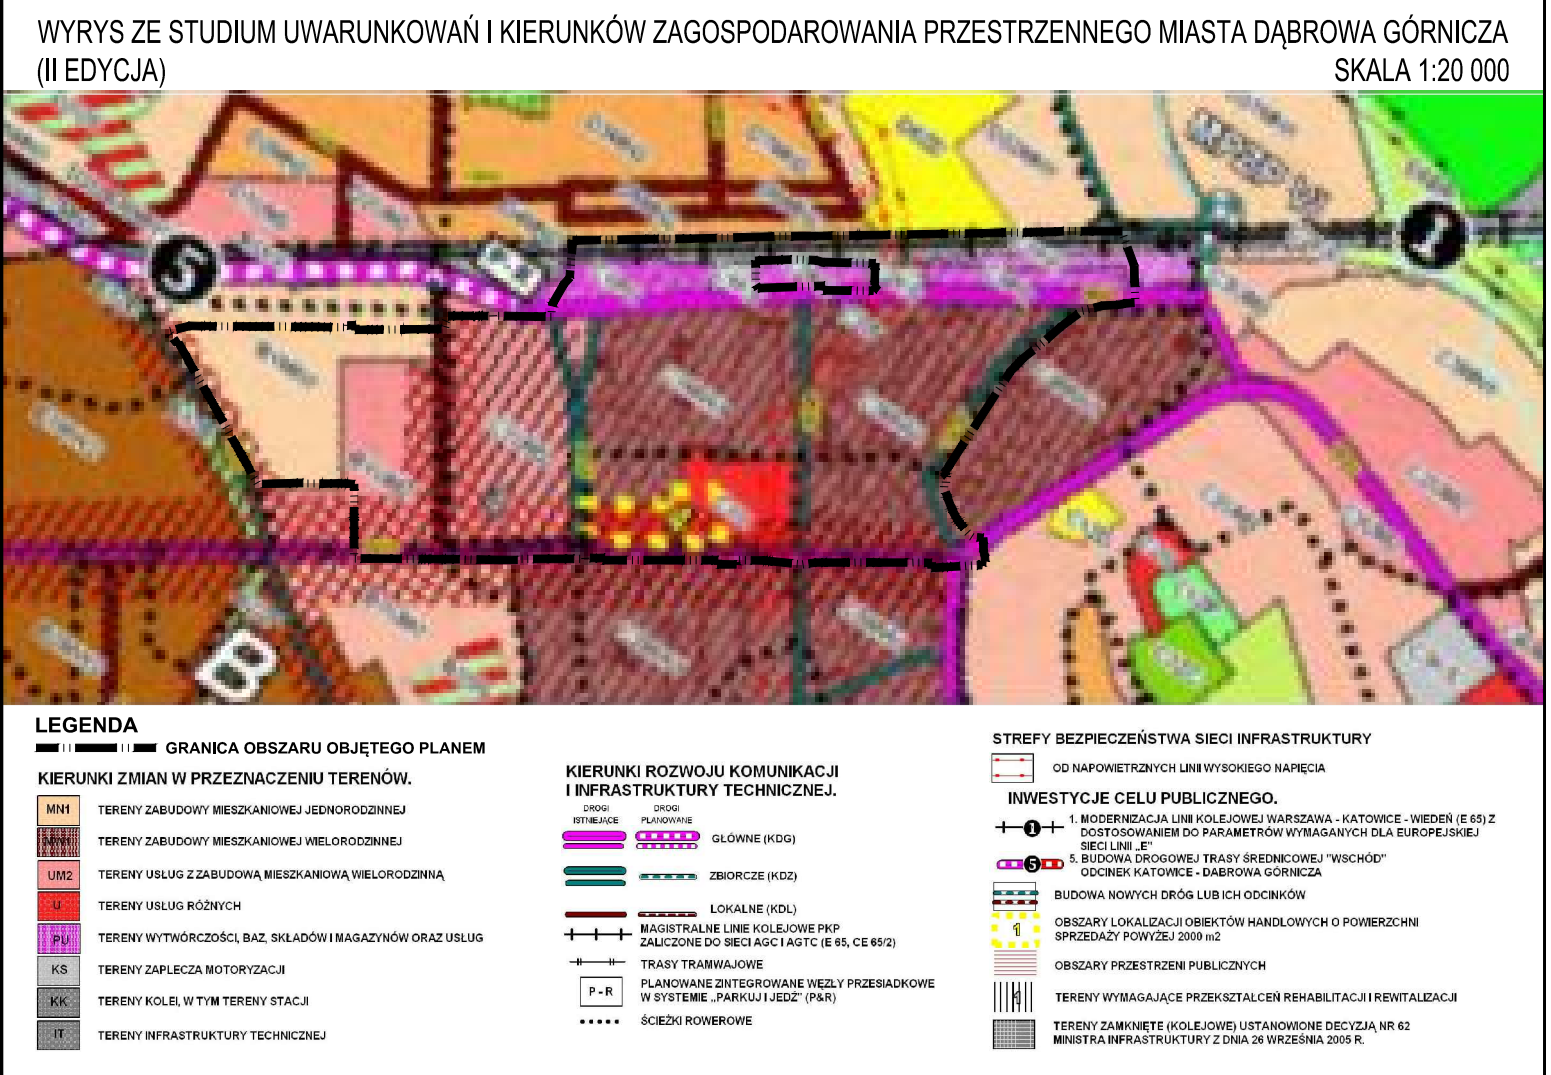 WYRYS ZE STUDIUM UWARUNKOWAŃ I KIERUNKÓW ZAGOSPODAROWANIA PRZESTRZENNEGO MIASTA DĄBROWA GÓRNICZA
(II EDYCJA)
SKALA 1:20 000
5
1
B
B
LEGENDA
GRANICA OBSZARU OBJĘTEGO PLANEM
KIERUNKI ZMIAN W PRZEZNACZENIU TERENÓW.
MN1 TERENY ZABUDOWY MIESZKANIOWEJ JEDNORODZINNEJ
TERENY ZABUDOWY MIESZKANIOWEJ WIELORODZINNEJ
UM2 TERENY USŁUG Z ZABUDOWĄ MIESZKANIOWĄ WIELORODZINNĄ
U TERENY USŁUG RÓŻNYCH
PU TERENY WYTWÓRCZOŚCI, BAZ, SKŁADÓW I MAGAZYNÓW ORAZ USŁUG
KS TERENY ZAPLECZA MOTORYZACJI
KK TERENY KOLEI, W TYM TERENY STACJI
IT TERENY INFRASTRUKTURY TECHNICZNEJ
KIERUNKI ROZWOJU KOMUNIKACJI
I INFRASTRUKTURY TECHNICZNEJ.
DROGI ISTNIEJĄCE
DROGI PLANOWANE
GŁÓWNE (KDG)
ZBIORCZE (KDZ)
LOKALNE (KDL)
MAGISTRALNE LINIE KOLEJOWE PKP
ZALICZONE DO SIECI AGC I AGTC (E 65, CE 65/2)
TRASY TRAMWAJOWE
P - R PLANOWANE ZINTEGROWANE WĘZŁY PRZESIADKOWE
W SYSTEMIE „PARKUJ I JEDŹ” (P&R)
ŚCIEŻKI ROWEROWE
STREFY BEZPIECZEŃSTWA SIECI INFRASTRUKTURY
OD NAPOWIETRZNYCH LINII WYSOKIEGO NAPIĘCIA
INWESTYCJE CELU PUBLICZNEGO.
1 1. MODERNIZACJA LINII KOLEJOWEJ WARSZAWA - KATOWICE - WIEDEŃ (E 65) Z
DOSTOSOWANIEM DO PARAMETRÓW WYMAGANYCH DLA EUROPEJSKIEJ
SIECI LINII „E”
5 5. BUDOWA DROGOWEJ TRASY ŚREDNICOWEJ "WSCHÓD"
ODCINEK KATOWICE - DABROWA GÓRNICZA
BUDOWA NOWYCH DRÓG LUB ICH ODCINKÓW
1 OBSZARY LOKALIZACJI OBIEKTÓW HANDLOWYCH O POWIERZCHNI
SPRZEDAŻY POWYŻEJ 2000 m2
OBSZARY PRZESTRZENI PUBLICZNYCH
1 TERENY WYMAGAJĄCE PRZEKSZTAŁCEŃ REHABILITACJI I REWITALIZACJI
TERENY ZAMKNIĘTE (KOLEJOWE) USTANOWIONE DECYZJĄ NR 62
MINISTRA INFRASTRUKTURY Z DNIA 26 WRZEŚNIA 2005 R.